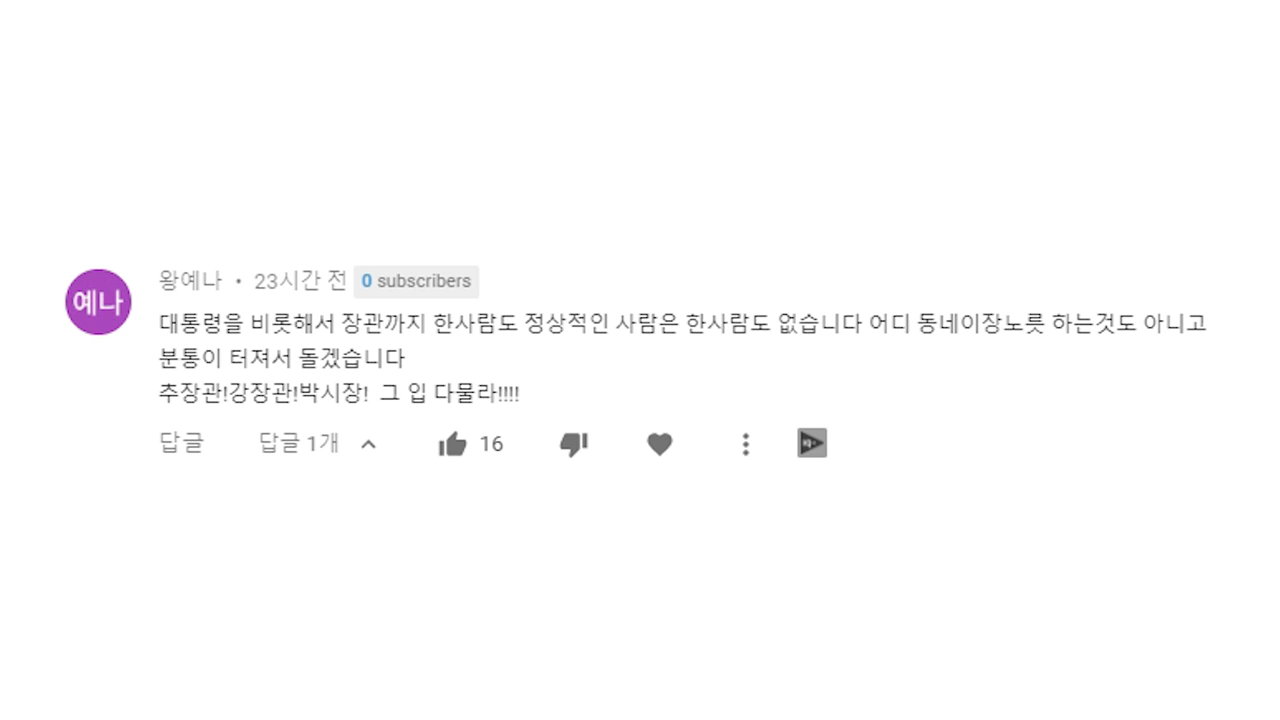 예나
왕예나 • 23시간 전 0 subscribers
대통령을 비롯해서 장관까지 한사람도 정상적인 사람은 한사람도 없습니다 어디 동네이장노릇 하는것도 아니고
분통이 터져서 돌겠습니다
추장관!강장관!박시장! 그 입 다물라!!!!
답글 답글 1개 16